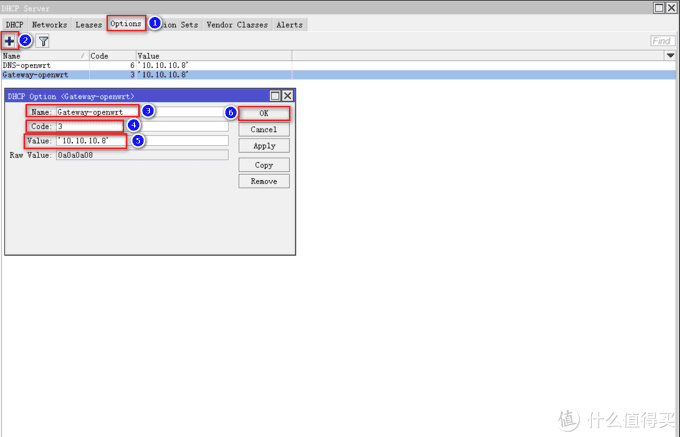 DHCP Server
DHCP Networks Leases Options 1 ion Sets Vendor Classes Alerts
2 Find
Name Code Value
DNS-openwrt 6 '10.10.10.8'
Gateway-openwrt 3 '10.10.10.8'
DHCP Option <Gateway-openwrt>
Name: Gateway-openwrt 3 6 OK
Code: 3 4 Cancel
Value: '10.10.10.8' 5 Apply
Raw Value: 0a0a0a08
Copy
Remove
值 什么值得买